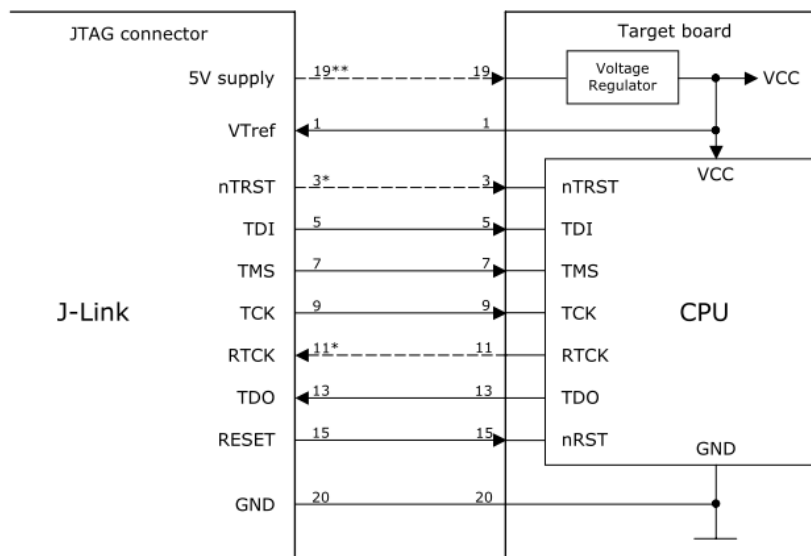 JTAG connector
Target board
5V supply 19** 19 Voltage Regulator VCC
VTref 1 1
VCC
nTRST 3* 3 nTRST
TDI 5 5 TDI
TMS 7 7 TMS
J-Link TCK 9 9 TCK CPU
RTCK 11* 11 RTCK
TDO 13 13 TDO
RESET 15 15 nRST
GND
GND 20 20